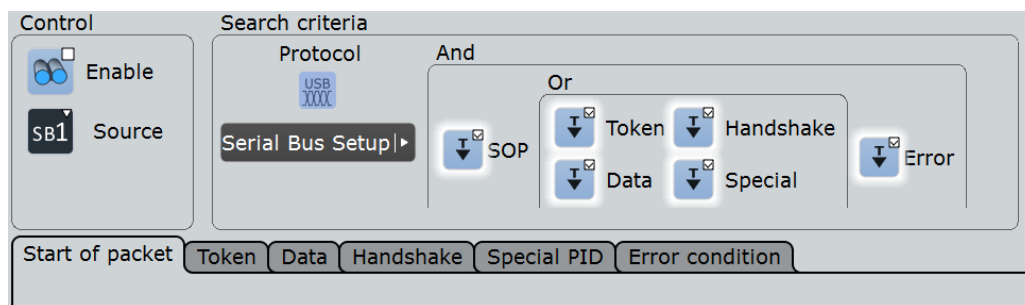 Control
Enable
SB1 Source
Search criteria
Protocol
USB
Serial Bus Setup
And
T SOP
Or
T Token T Handshake
T Data T Special
T Error
Start of packet Token Data Handshake Special PID Error condition